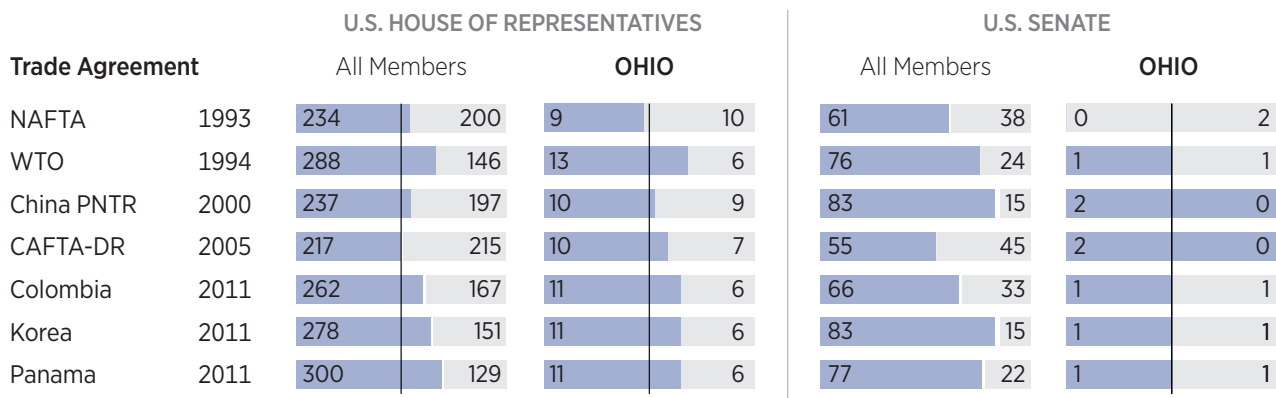 U.S. HOUSE OF REPRESENTATIVES U.S. SENATE
Trade Agreement All Members OHIO All Members OHIO
NAFTA 1993 234 200 9 10 61 38 0 2
WTO 1994 288 146 13 6 76 24 1 1
China PNTR 2000 237 197 10 9 83 15 2 0
CAFTA-DR 2005 217 215 10 7 55 45 2 0
Colombia 2011 262 167 11 6 66 33 1 1
Korea 2011 278 151 11 6 83 15 1 1
Panama 2011 300 129 11 6 77 22 1 1